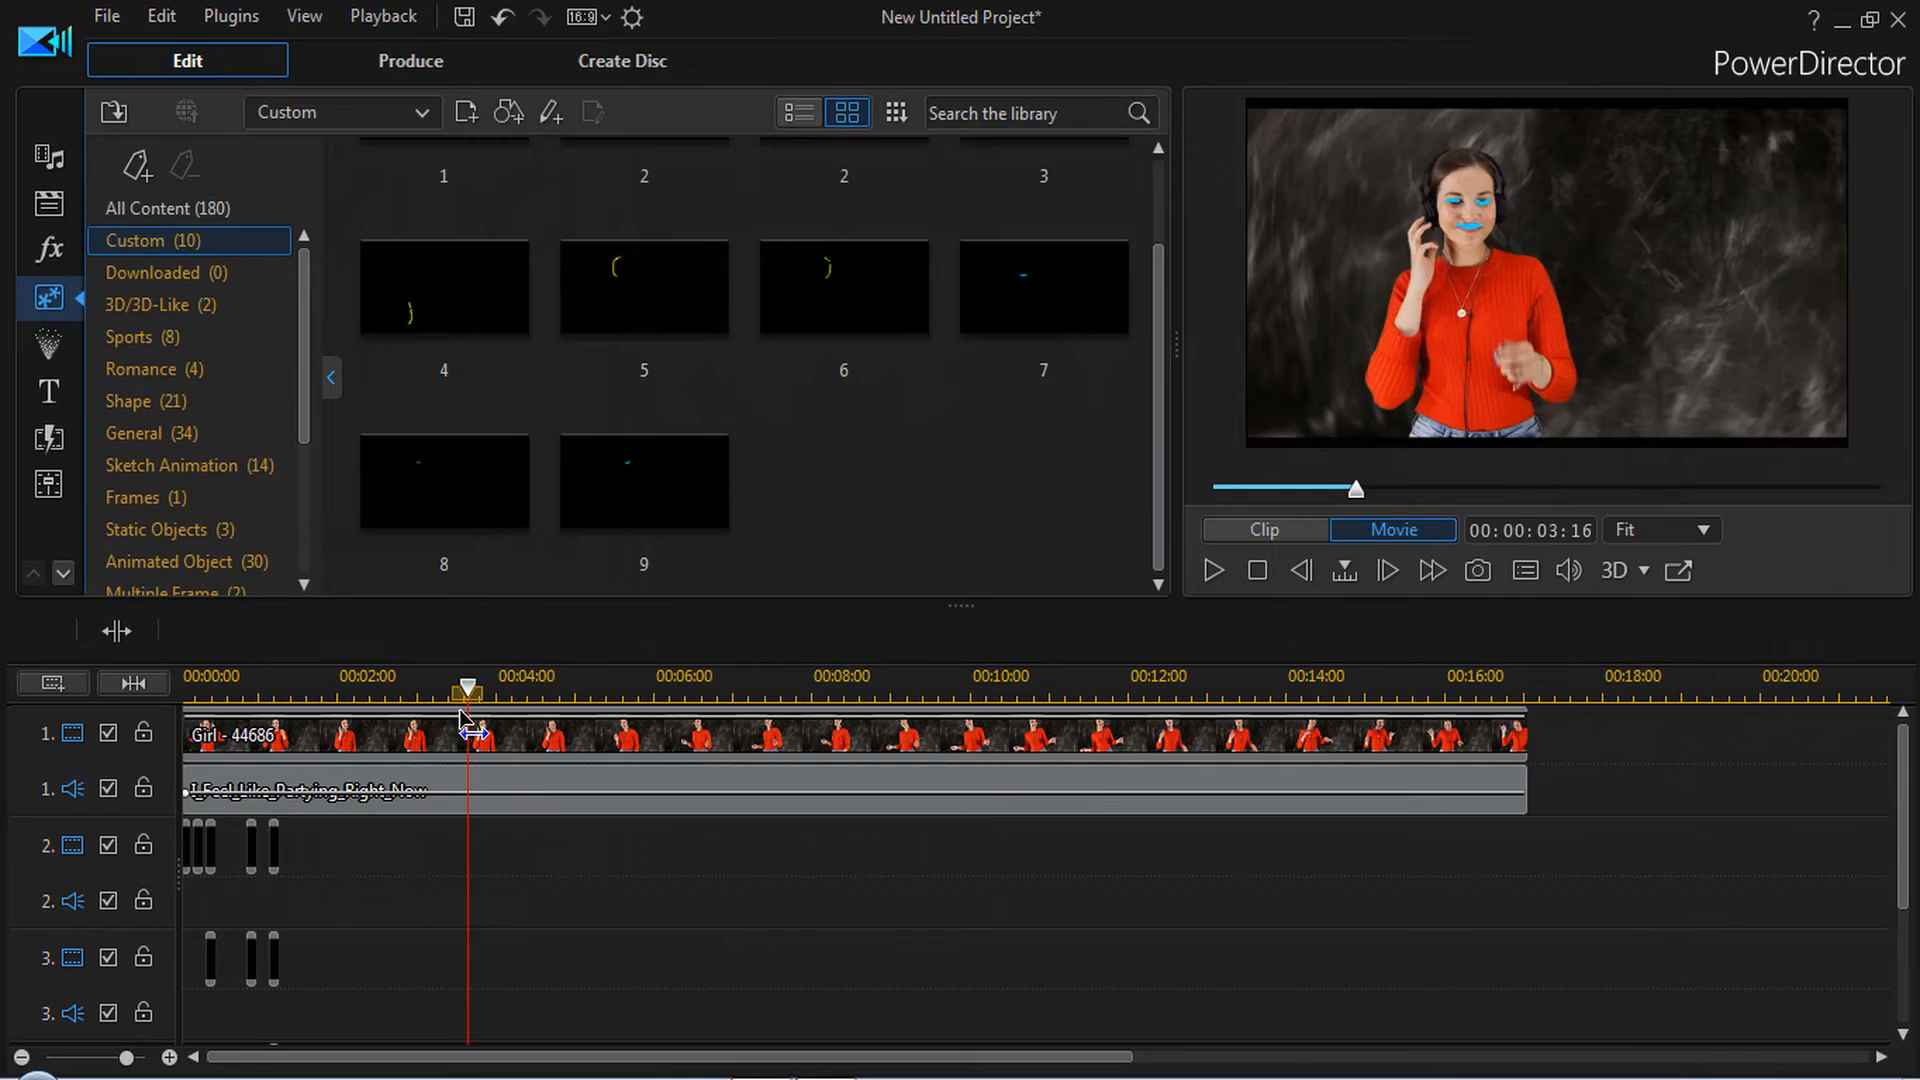 File Edit Plugins View Playback 16:9 New Untitled Project* ?
Edit Produce Create Disc PowerDirector
Custom Search the library
All Content (180)
Custom (10)
Downloaded (0)
3D/3D-Like (2)
Sports (8)
Romance (4)
Shape (21)
General (34)
Sketch Animation (14)
Frames (1)
Static Objects (3)
Animated Object (30)
Multiple Frame (2)
fx
T
1 2 2 3
4 5 6 7
8 9
Clip Movie 00:00:03:16 Fit
3D
00:00:00 00:02:00 00:04:00 00:06:00 00:08:00 00:10:00 00:12:00 00:14:00 00:16:00 00:18:00 00:20:00
1. Girl - 44686
1. I_Feel_Like_Partying_Right_Now
2.
2.
3.
3.